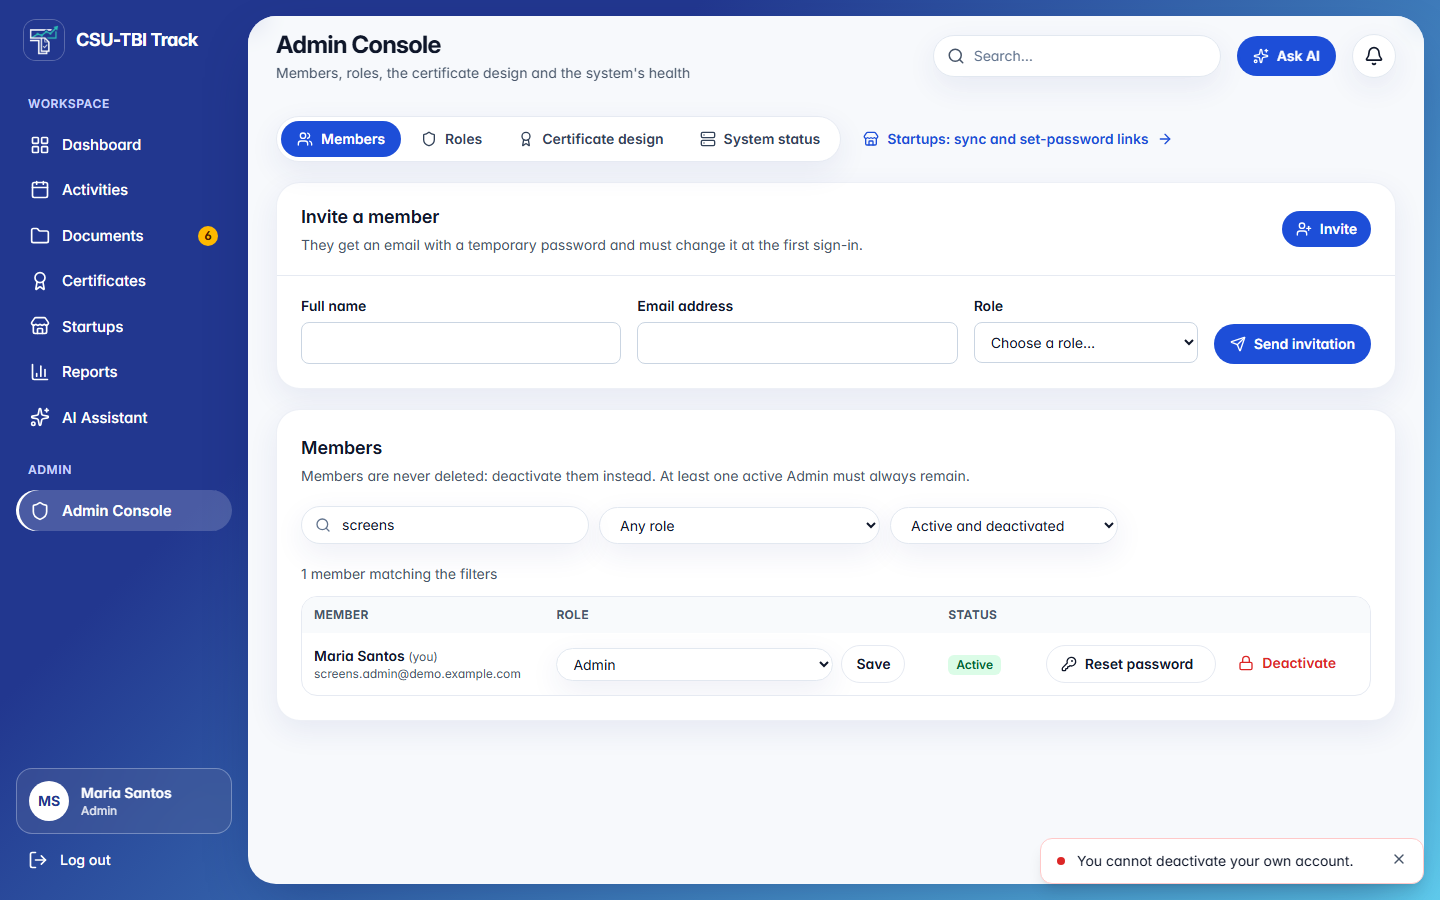 CSU-TBI Track
WORKSPACE
Dashboard
Activities
Documents 6
Certificates
Startups
Reports
AI Assistant
ADMIN
Admin Console
MS
Maria Santos
Admin
Log out
Admin Console
Members, roles, the certificate design and the system's health
Search...
Ask AI
Members
Roles
Certificate design
System status
Startups: sync and set-password links
Invite a member
They get an email with a temporary password and must change it at the first sign-in.
Invite
Full name
Email address
Role
Choose a role...
Send invitation
Members
Members are never deleted: deactivate them instead. At least one active Admin must always remain.
screens
Any role
Active and deactivated
1 member matching the filters
MEMBER ROLE STATUS
Maria Santos (you)
screens.admin@demo.example.com
Admin
Save
Active
Reset password
Deactivate
You cannot deactivate your own account.